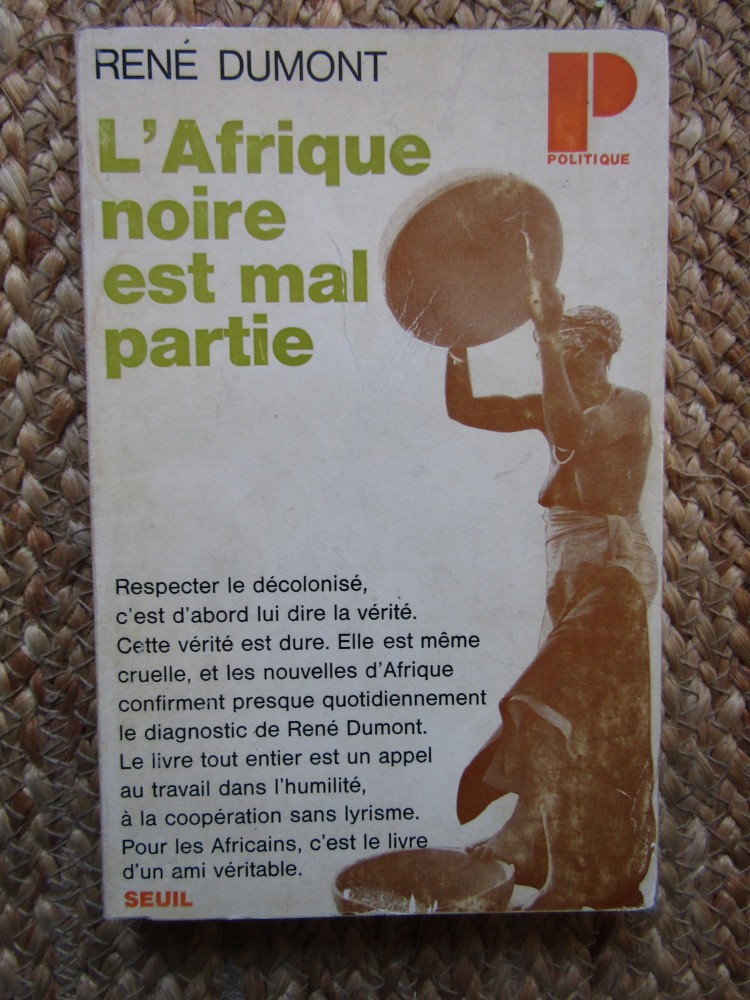 RENÉ DUMONT
P
POLITIQUE
L'Afrique
noire
est mal
partie
Respecter le décolonisé,
c'est d'abord lui dire la vérité.
Cette vérité est dure. Elle est même
cruelle, et les nouvelles d'Afrique
confirment presque quotidiennement
le diagnostic de René Dumont.
Le livre tout entier est un appel
au travail dans l'humilité,
à la coopération sans lyrisme.
Pour les Africains, c'est le livre
d'un ami véritable.
SEUIL